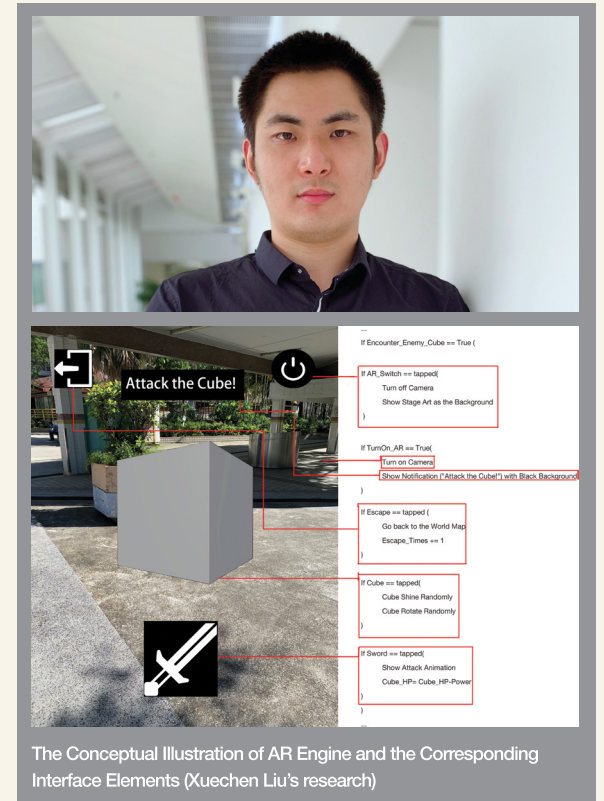 Attack the Cube!
...
If Encounter_Enemy_Cube == True (
If AR_Switch == tapped(
Turn off Camera
Show Stage Art as the Background
)
If TurnOn_AR == True(
Turn on Camera
Show Notification ("Attack the Cube!") with Black Background
)
If Escape == tapped (
Go back to the World Map
Escape_Times += 1
)
If Cube == tapped(
Cube Shine Randomly
Cube Rotate Randomly
)
If Sword == tapped(
Show Attack Animation
Cube_HP= Cube_HP-Power
)
)
...
The Conceptual Illustration of AR Engine and the Corresponding
Interface Elements (Xuechen Liu's research)